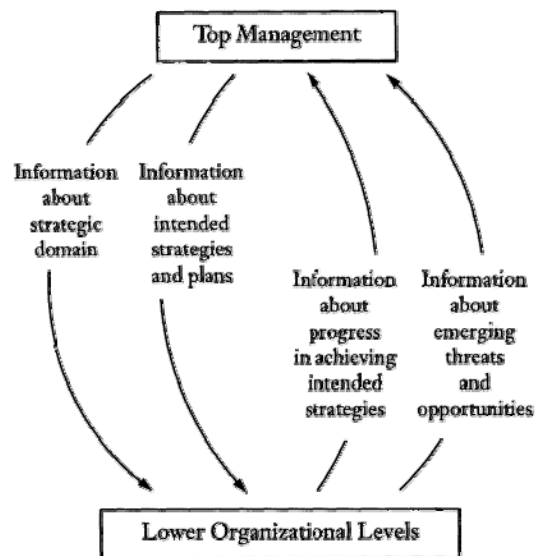 Top Management
Information
about
strategic
domain
Information
about
intended
strategies
and plans
Information
about
progress
in achieving
intended
strategies
Information
about
emerging
threats
and
opportunities
Lower Organizational Levels